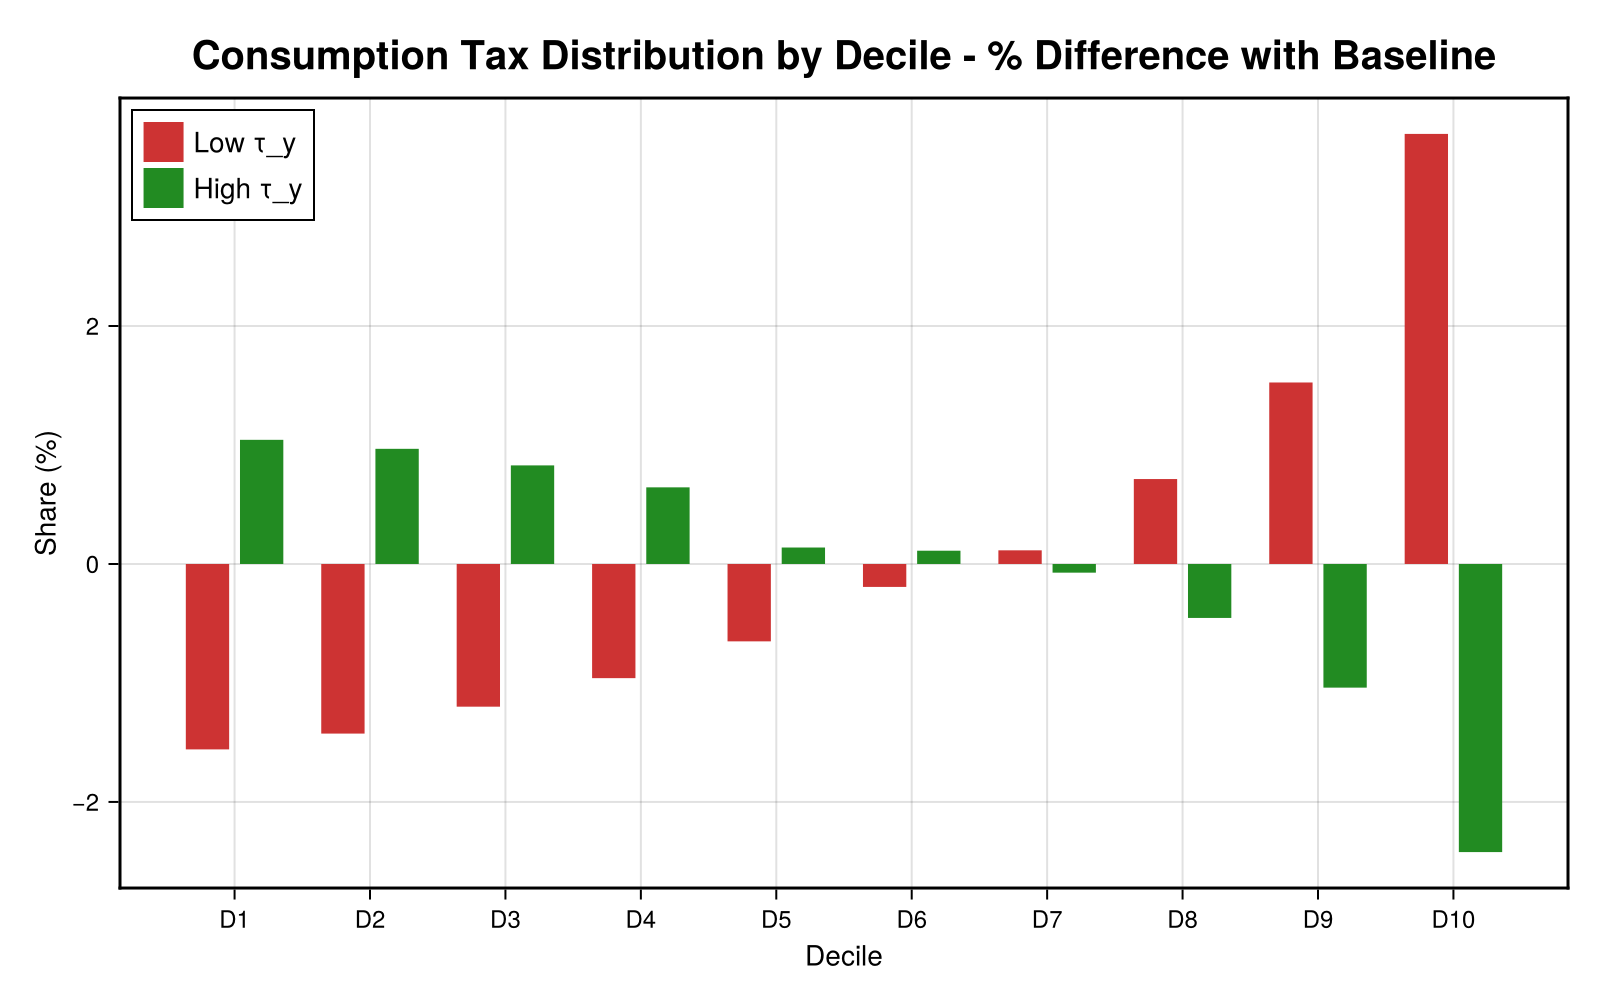 Consumption Tax Distribution by Decile - % Difference with Baseline
Low τ_y
High τ_y
Share (%)
2
0
−2
D1 D2 D3 D4 D5 D6 D7 D8 D9 D10
Decile